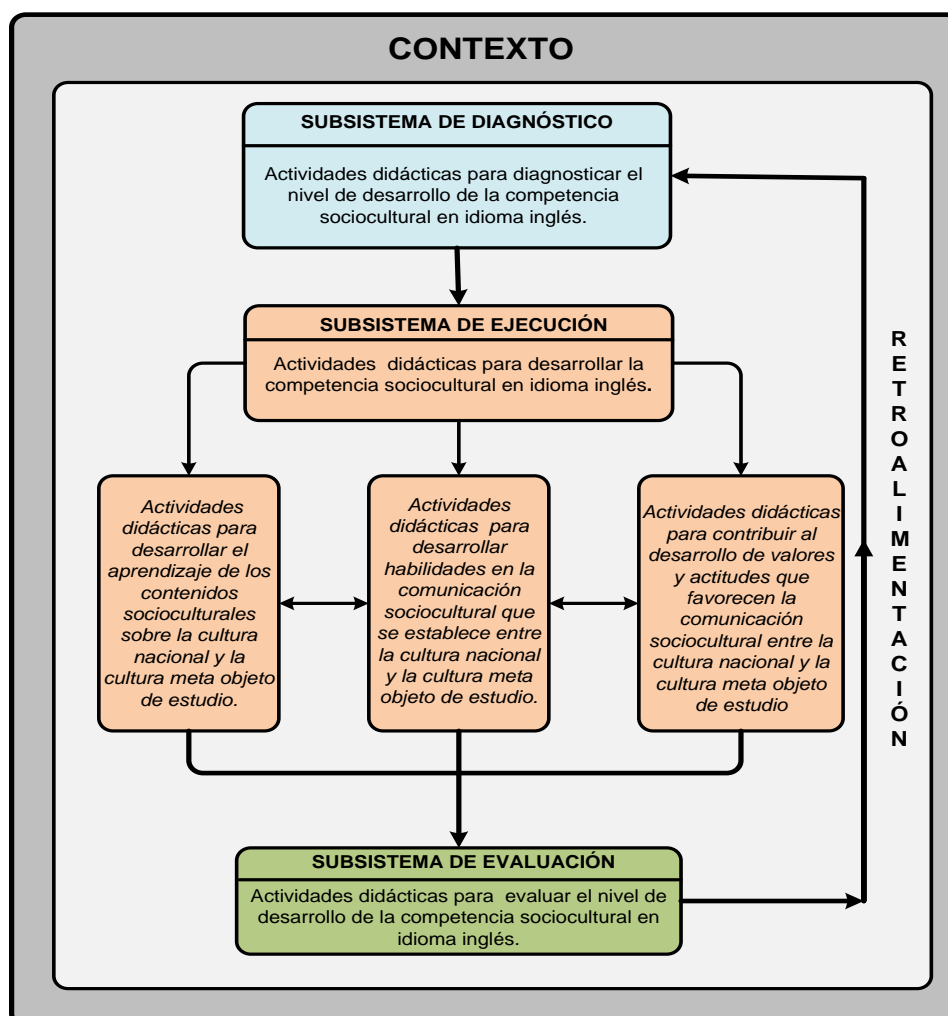 CONTEXTO
SUBSISTEMA DE DIAGNÓSTICO
Actividades didácticas para diagnosticar el
nivel de desarrollo de la competencia
sociocultural en idioma inglés.
SUBSISTEMA DE EJECUCIÓN
Actividades didácticas para desarrollar la
competencia sociocultural en idioma inglés.
Actividades
didácticas para
desarrollar el
aprendizaje de los
contenidos
socioculturales
sobre la cultura
nacional y la
cultura meta objeto
de estudio.
Actividades
didácticas para
desarrollar
habilidades en la
comunicación
sociocultural que
se establece entre
la cultura nacional
y la cultura meta
objeto de estudio.
Actividades didácticas
para contribuir al
desarrollo de valores
y actitudes que
favorecen la
comunicación
sociocultural entre la
cultura nacional y la
cultura meta objeto
de estudio
SUBSISTEMA DE EVALUACIÓN
Actividades didácticas para evaluar el nivel de
desarrollo de la competencia sociocultural en
idioma inglés.
RETROALIMENTACIÓN